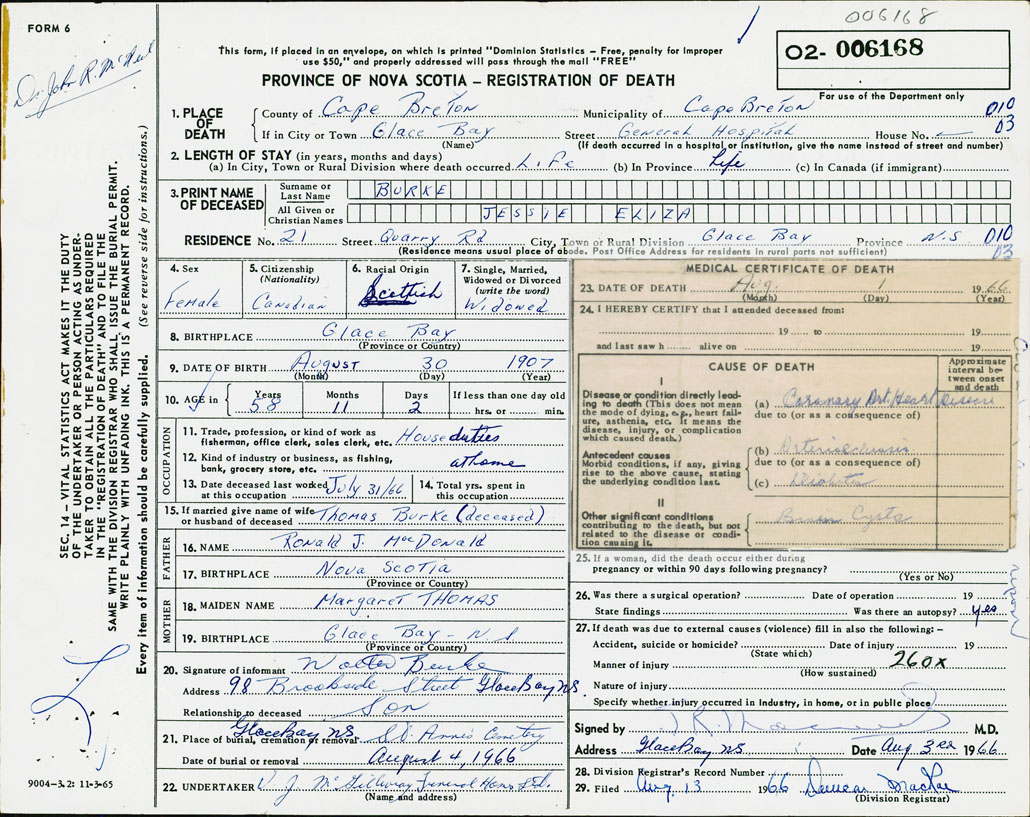 FORM 6
Dr. John R. McNeil
006168
O2- 006168
This form, if placed in an envelope, on which is printed "Dominion Statistics – Free, penalty for improper
use $50," and properly addressed will pass through the mail "FREE"
PROVINCE OF NOVA SCOTIA – REGISTRATION OF DEATH
For use of the Department only
1. PLACE OF DEATH County of Cape Breton Municipality of Cape Breton 010
If in City or Town Glace Bay Street General Hospital House No. 03
(Name) (If death occurred in a hospital or institution, give the name instead of street and number)
2. LENGTH OF STAY (in years, months and days)
(a) In City, Town or Rural Division where death occurred Life (b) In Province Life (c) In Canada (if immigrant)
3. PRINT NAME OF DECEASED Surname or Last Name BURKE
All Given or Christian Names JESSIE ELIZA
RESIDENCE No. 21 Street Quarry Rd City, Town or Rural Division Glace Bay Province N.S 010
(Residence means usual place of abode. Post Office Address for residents in rural parts not sufficient) 03
4. Sex Female
5. Citizenship (Nationality) Canadian
6. Racial Origin Scottish
7. Single, Married, Widowed or Divorced (write the word) Widowed
8. BIRTHPLACE Glace Bay
(Province or Country)
9. DATE OF BIRTH August 30 1907
(Month) (Day) (Year)
10. AGE in Years Months Days If less than one day old
58 11 2 hrs. or min.
OCCUPATION
11. Trade, profession, or kind of work as
fisherman, office clerk, sales clerk, etc. House duties
12. Kind of industry or business, as fishing,
bank, grocery store, etc. at home
13. Date deceased last worked at this occupation July 31/66 14. Total yrs. spent in this occupation
15. If married give name of wife
or husband of deceased Thomas Burke (deceased)
FATHER
16. NAME Ronald J. MacDonald
17. BIRTHPLACE Nova Scotia
(Province or Country)
MOTHER
18. MAIDEN NAME Margaret THOMAS
19. BIRTHPLACE Glace Bay - N S
(Province or Country)
20. Signature of informant Walter Burke
Address 98 Brookside Street Glace Bay NS.
Relationship to deceased Son
21. Place of burial, cremation or removal Glace Bay NS St. Anne's Cemetery
Date of burial or removal August 4, 1966
22. UNDERTAKER V. J. McGillivray Funeral Home Ltd.
(Name and address)
MEDICAL CERTIFICATE OF DEATH
23. DATE OF DEATH Aug. 1 1966
(Month) (Day) (Year)
24. I HEREBY CERTIFY that I attended deceased from:
19 to 19
and last saw h alive on 19
CAUSE OF DEATH
Approximate interval between onset and death
I
Disease or condition directly leading to death (This does not mean
the mode of dying, e.g., heart failure, asthenia, etc. It means the
disease, injury, or complication
which caused death.)
(a) Coronary Art. Heart Disease
due to (or as a consequence of)
Antecedent causes
Morbid conditions, if any, giving
rise to the above cause, stating
the underlying condition last.
(b) Arteriosclerosis
due to (or as a consequence of)
(c) Diabetes
II
Other significant conditions
contributing to the death, but not
related to the disease or condition causing it.
Cysts
25. If a woman, did the death occur either during
pregnancy or within 90 days following pregnancy?
(Yes or No)
26. Was there a surgical operation? Date of operation 19
State findings Was there an autopsy? yes
27. If death was due to external causes (violence) fill in also the following: –
Accident, suicide or homicide? Date 19
(State which)
Manner of injury 260X
(How sustained)
Nature of injury
Specify whether injury occurred in industry, in home, or in public place
Signed by M.D.
Address Glace Bay NS Date Aug 3rd 1966
28. Division Registrar's Record Number
29. Filed Aug 13 1966
(Division Registrar)
SEC. 14 – VITAL STATISTICS ACT MAKES IT THE DUTY
OF THE UNDERTAKER OR PERSON ACTING AS UNDERTAKER TO OBTAIN ALL THE PARTICULARS REQUIRED
IN THE "REGISTRATION OF DEATH" AND TO FILE THE
SAME WITH THE DIVISION REGISTRAR WHO SHALL ISSUE THE BURIAL PERMIT.
WRITE PLAINLY WITH UNFADING INK. THIS IS A PERMANENT RECORD.
Every item of information should be carefully supplied. (See reverse side for instructions.)
9004-3.2: 11-3-65